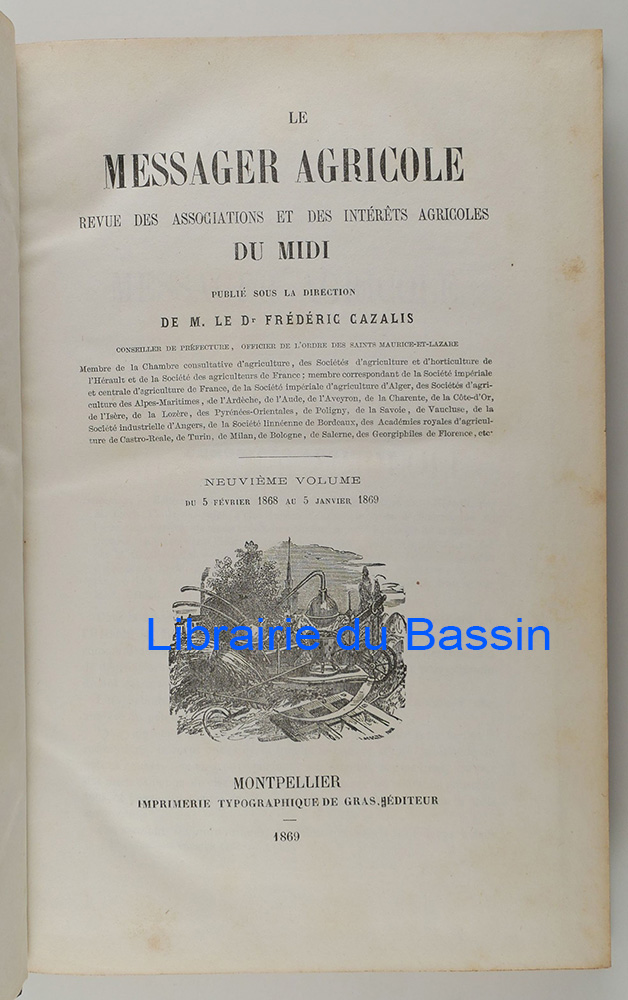 LE
MESSAGER AGRICOLE
REVUE DES ASSOCIATIONS ET DES INTÉRÊTS AGRICOLES
DU MIDI
PUBLIÉ SOUS LA DIRECTION
DE M. LE Dr FRÉDÉRIC CAZALIS
CONSEILLER DE PRÉFECTURE, OFFICIER DE L'ORDRE DES SAINTS MAURICE-ET-LAZARE
Membre de la Chambre consultative d'agriculture, des Sociétés d'agriculture et d'horticulture de
l'Hérault et de la Société des agriculteurs de France; membre correspondant de la Société impériale
et centrale d'agriculture de France, de la Société impériale d'agriculture d'Alger, des Sociétés d'agri-
culture des Alpes-Maritimes, de l'Ardèche, de l'Aude, de l'Aveyron, de la Charente, de la Côte-d'Or,
de l'Isère, de la Lozère, des Pyrénées-Orientales, de Poligny, de la Savoie, de Vaucluse, de la
Société industrielle d'Angers, de la Société linnéenne de Bordeaux, des Académies royales d'agricul-
ture de Castro-Reale, de Turin, de Milan, de Bologne, de Salerne, des Georgiphiles de Florence, etc.
NEUVIÈME VOLUME
DU 5 FÉVRIER 1868 AU 5 JANVIER 1869
Librairie du Bassin
MONTPELLIER
IMPRIMERIE TYPOGRAPHIQUE DE GRAS, ÉDITEUR
1869